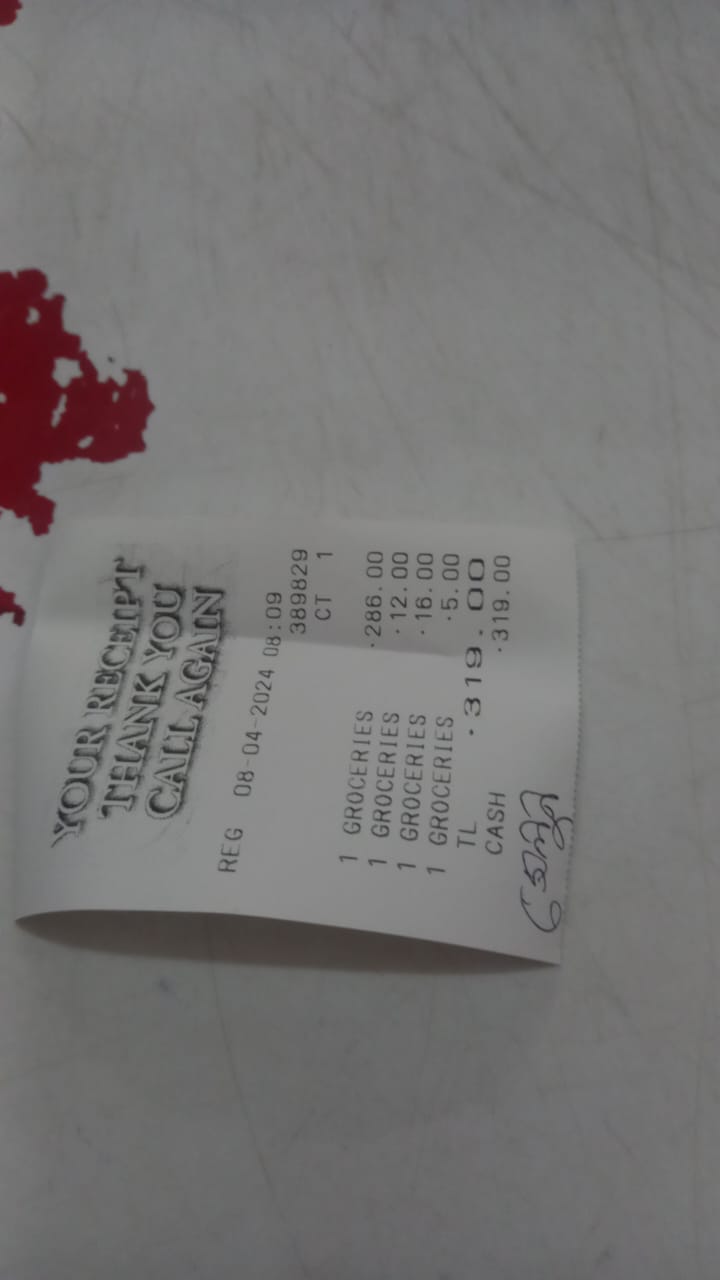 YOUR RECEIPT
THANK YOU
CALL AGAIN
REG 08-04-2024 08:09
389829
CT 1
1 GROCERIES ·286.00
1 GROCERIES ·12.00
1 GROCERIES ·16.00
1 GROCERIES ·5.00
TL ·319.00
CASH ·319.00